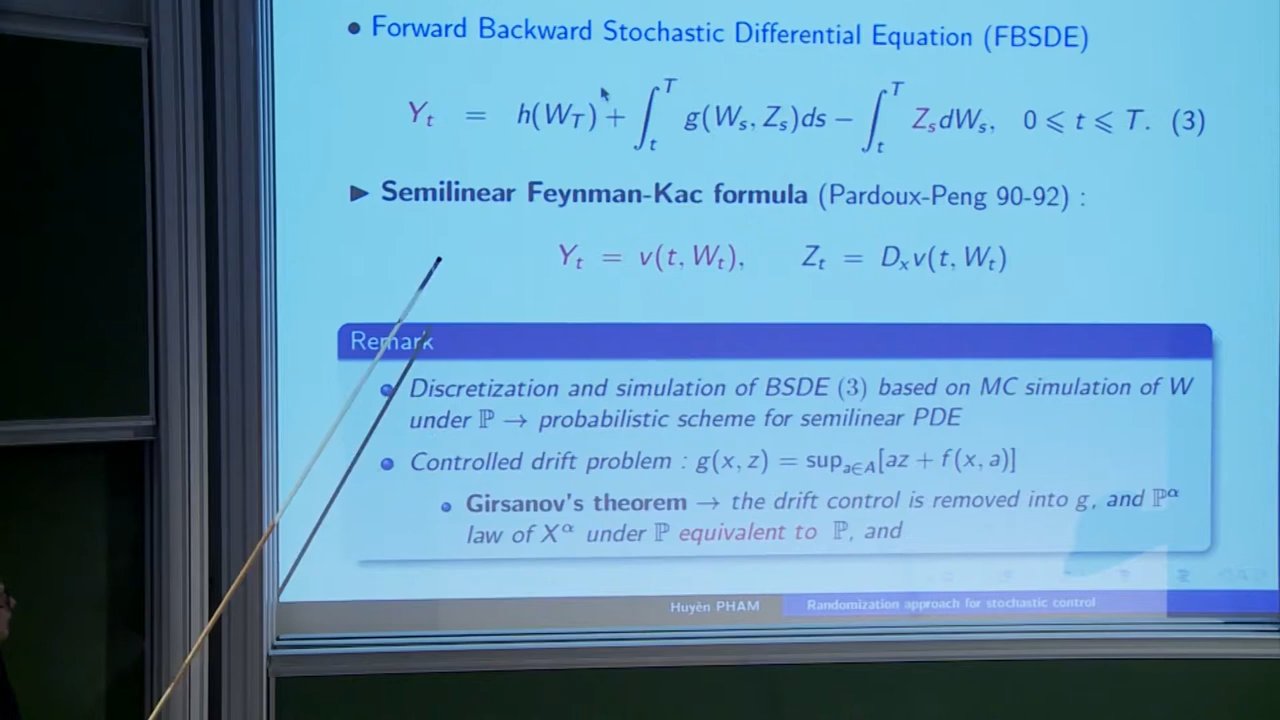 • Forward Backward Stochastic Differential Equation (FBSDE)
Y_t = h(W_T) + ∫_t^T g(W_s, Z_s)ds − ∫_t^T Z_s dW_s, 0 ⩽ t ⩽ T. (3)
► Semilinear Feynman-Kac formula (Pardoux-Peng 90-92) :
Y_t = v(t, W_t), Z_t = D_x v(t, W_t)
Remark
• Discretization and simulation of BSDE (3) based on MC simulation of W
under ℙ → probabilistic scheme for semilinear PDE
• Controlled drift problem : g(x, z) = sup_{a∈A}[az + f(x, a)]
• Girsanov's theorem → the drift control is removed into g, and ℙ^α
law of X^α under ℙ equivalent to ℙ, and
Huyên PHAM Randomization approach for stochastic control